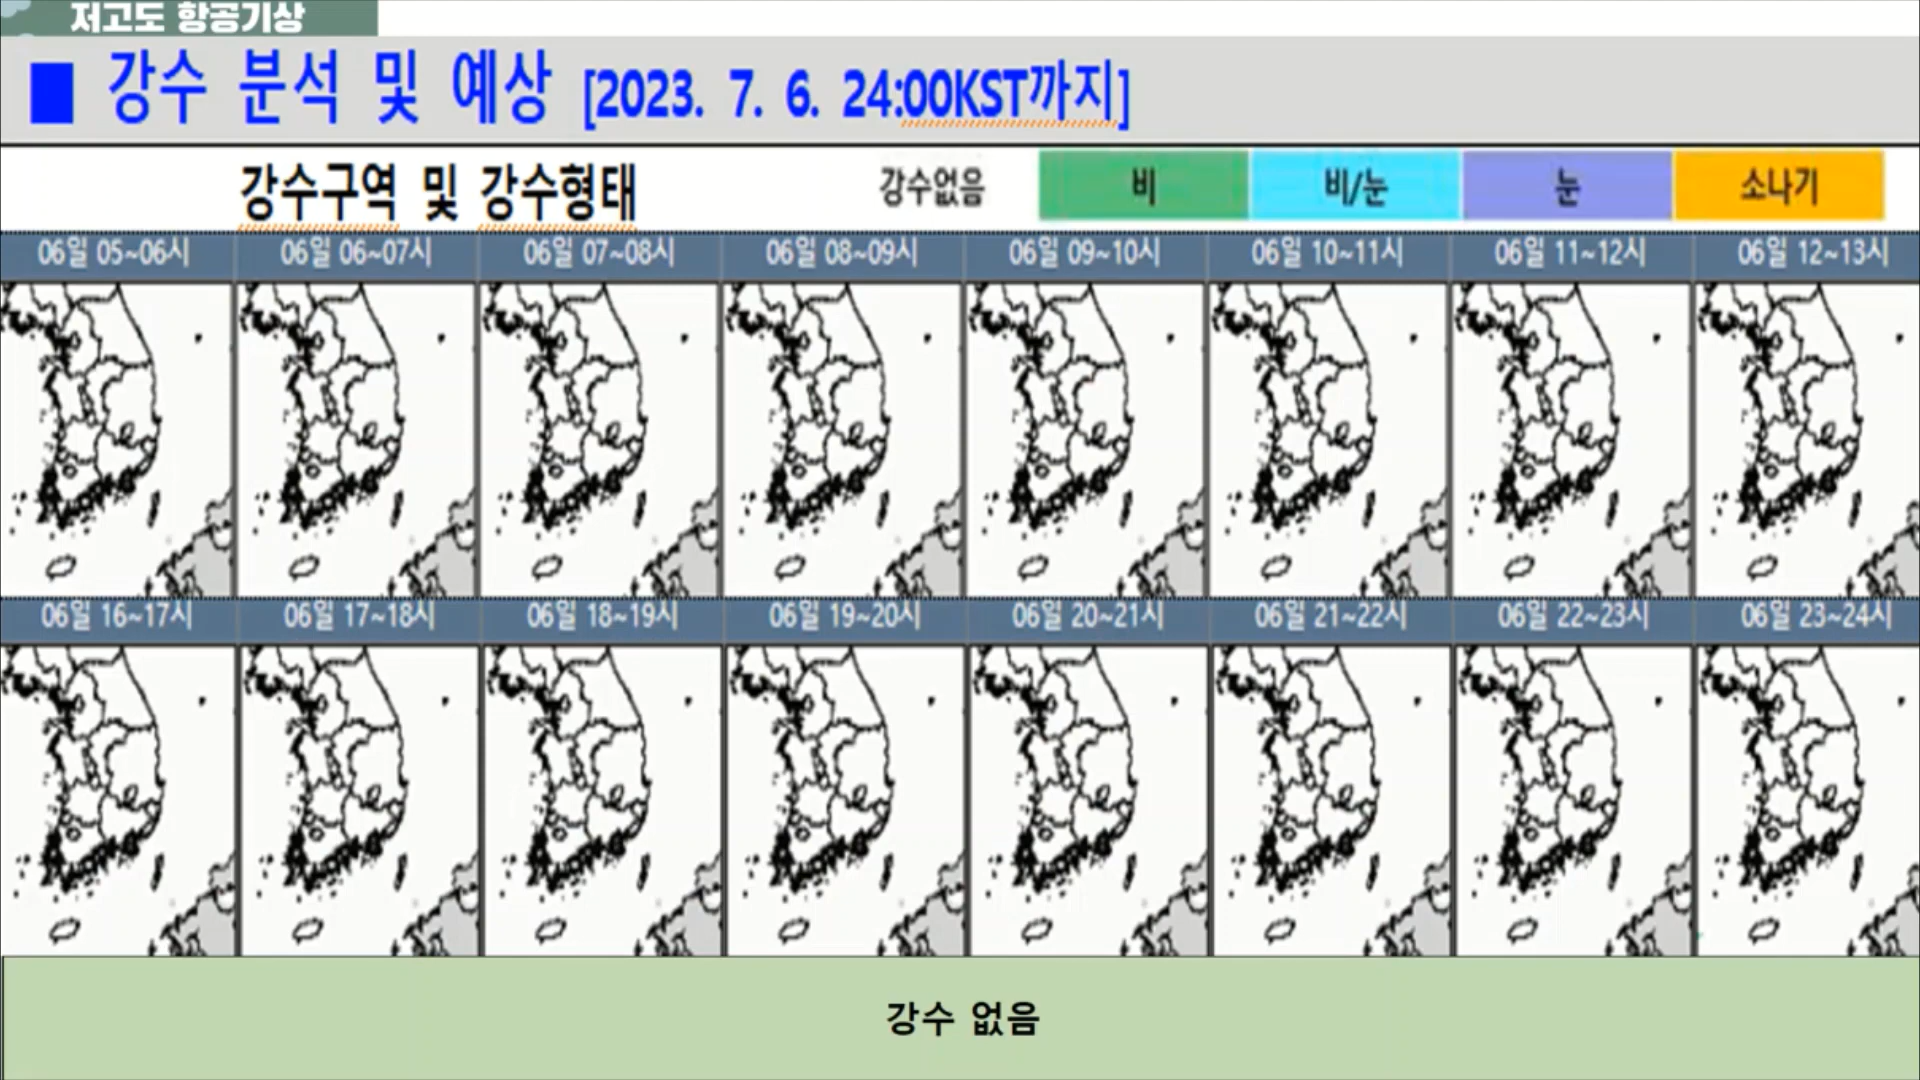 저고도 항공기상
■ 강수 분석 및 예상 [2023. 7. 6. 24:00KST까지]
강수구역 및 강수형태 강수없음 비 비/눈 눈 소나기
06일 05~06시 06일 06~07시 06일 07~08시 06일 08~09시 06일 09~10시 06일 10~11시 06일 11~12시 06일 12~13시
06일 16~17시 06일 17~18시 06일 18~19시 06일 19~20시 06일 20~21시 06일 21~22시 06일 22~23시 06일 23~24시
강수 없음